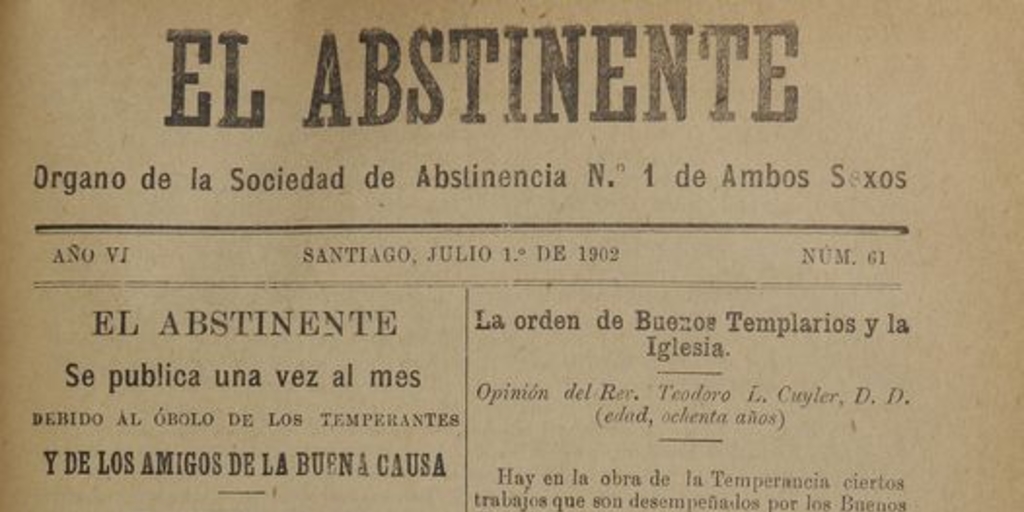 EL ABSTINENTE
Organo de la Sociedad de Abstinencia N.º 1 de Ambos Sexos
AÑO VI SANTIAGO, JULIO 1.º DE 1902 NÚM. 61
EL ABSTINENTE
Se publica una vez al mes
DEBIDO AL ÓBOLO DE LOS TEMPERANTES
Y DE LOS AMIGOS DE LA BUENA CAUSA
La orden de Buenos Templarios y la
Iglesia.
Opinión del Rev. Teodoro L. Cuyler, D. D.
(edad, ochenta años)
Hay en la obra de la Temperancia ciertos
trabajos que son desempeñados por los Buenos